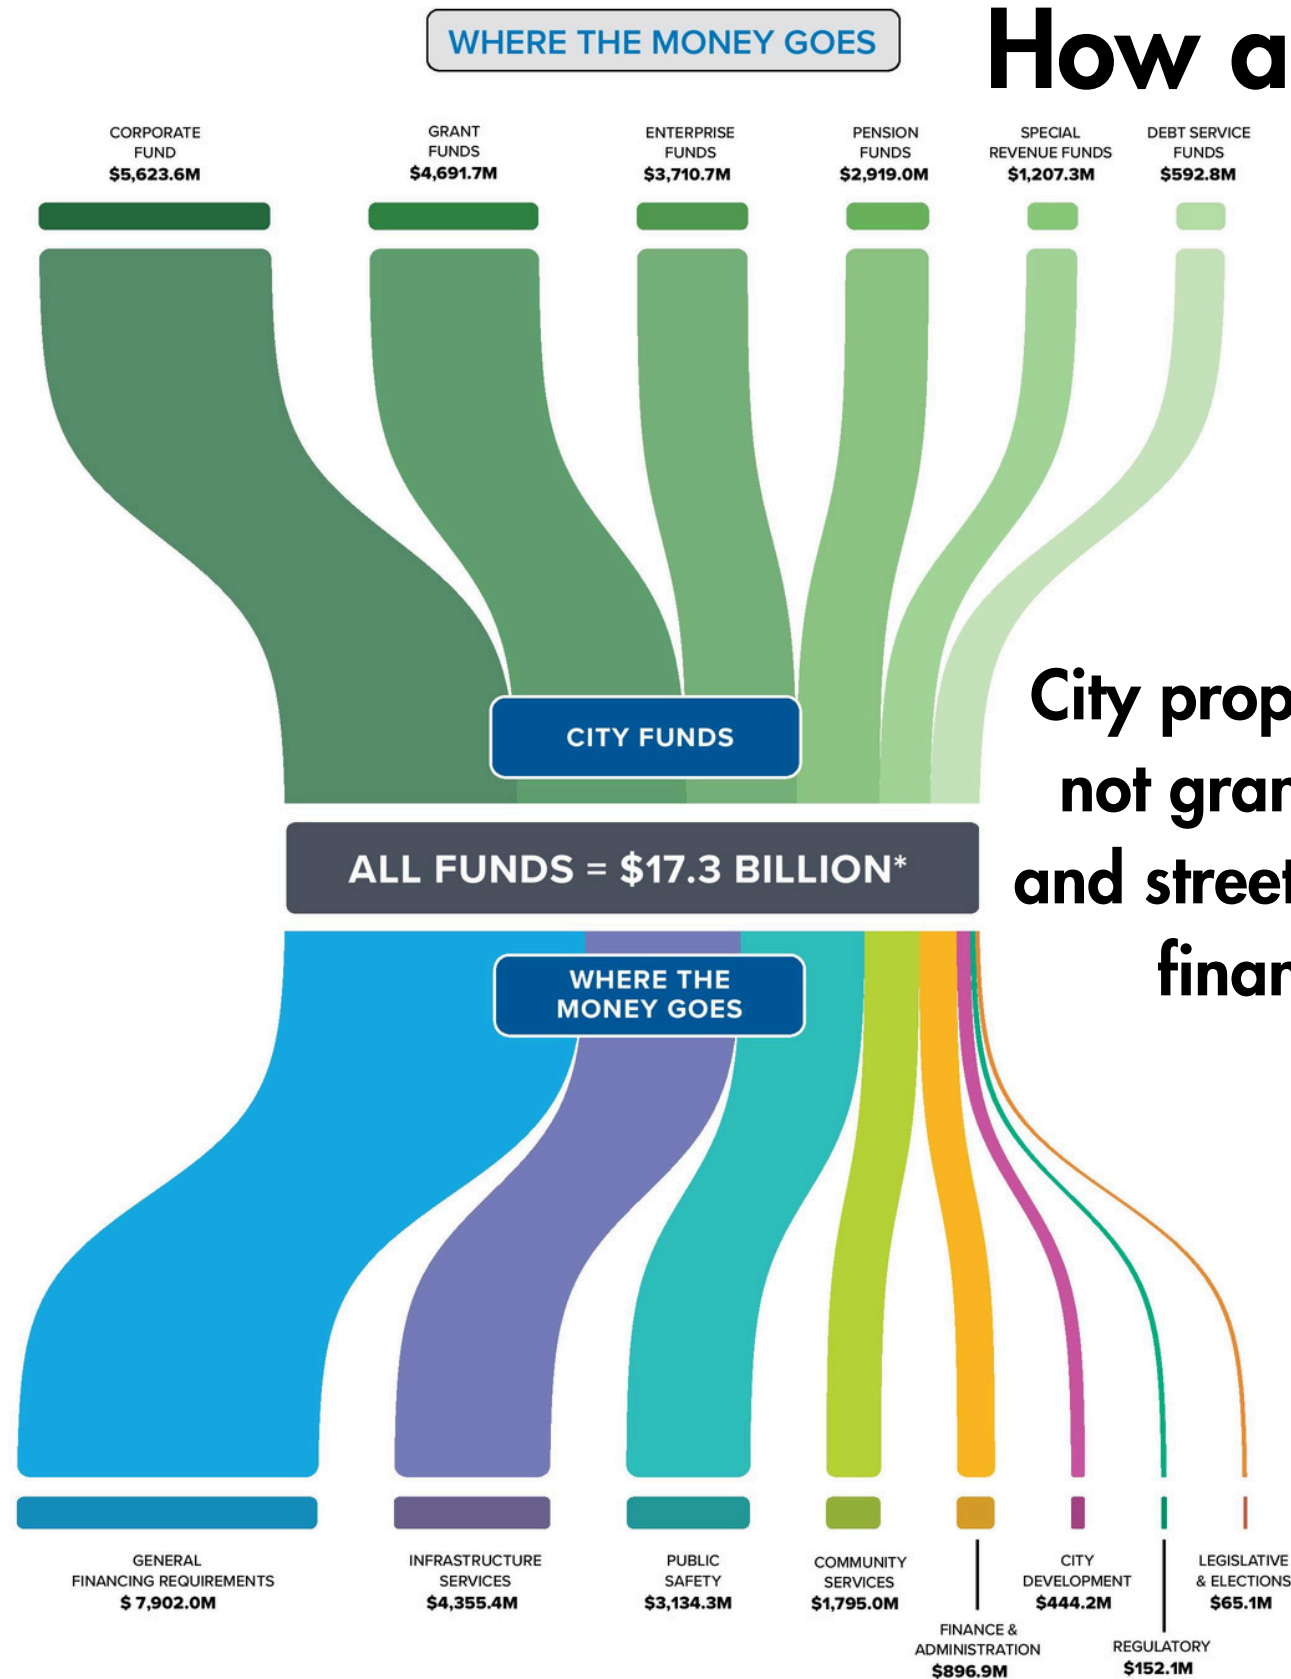 WHERE THE MONEY GOES
How a
CORPORATE
FUND
$5,623.6M
GRANT
FUNDS
$4,691.7M
ENTERPRISE
FUNDS
$3,710.7M
PENSION
FUNDS
$2,919.0M
SPECIAL
REVENUE FUNDS
$1,207.3M
DEBT SERVICE
FUNDS
$592.8M
CITY FUNDS
City prop
not gran
and street
finan
ALL FUNDS = $17.3 BILLION*
WHERE THE
MONEY GOES
GENERAL
FINANCING REQUIREMENTS
$ 7,902.0M
INFRASTRUCTURE
SERVICES
$4,355.4M
PUBLIC
SAFETY
$3,134.3M
COMMUNITY
SERVICES
$1,795.0M
FINANCE &
ADMINISTRATION
$896.9M
CITY
DEVELOPMENT
$444.2M
REGULATORY
$152.1M
LEGISLATIVE
& ELECTIONS
$65.1M